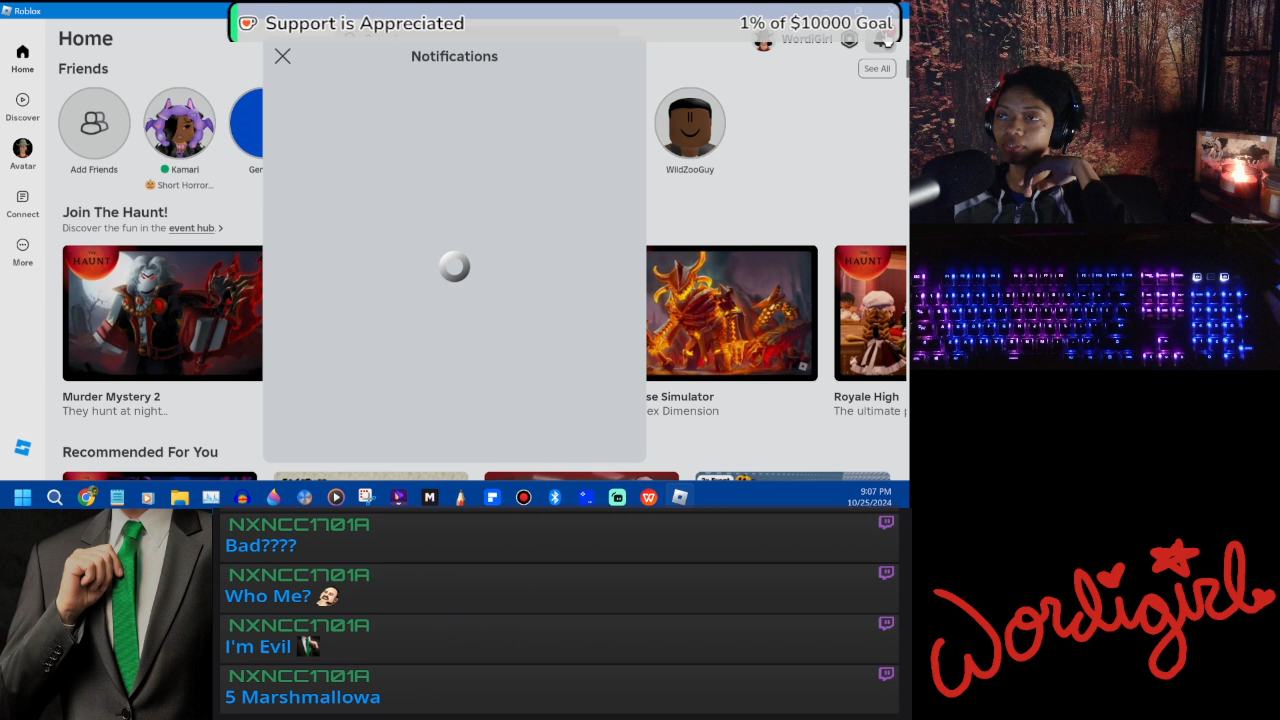 Roblox
Support is Appreciated
1% of $10000 Goal
Home
WordiGirl
Notifications
Friends
See All
Home
Discover
Avatar
Connect
More
Add Friends
Kamari
🎃 Short Horror...
Ger
WildZooGuy
Join The Haunt!
Discover the fun in the event hub. >
THE HAUNT
THE HAUNT
Murder Mystery 2
They hunt at night...
se Simulator
ex Dimension
Royale High
The ultimate
Recommended For You
9:07 PM
10/25/2024
NXNCC1701A
Bad????
NXNCC1701A
Who Me?
NXNCC1701A
I'm Evil
NXNCC1701A
5 Marshmallowa
Wordigirl